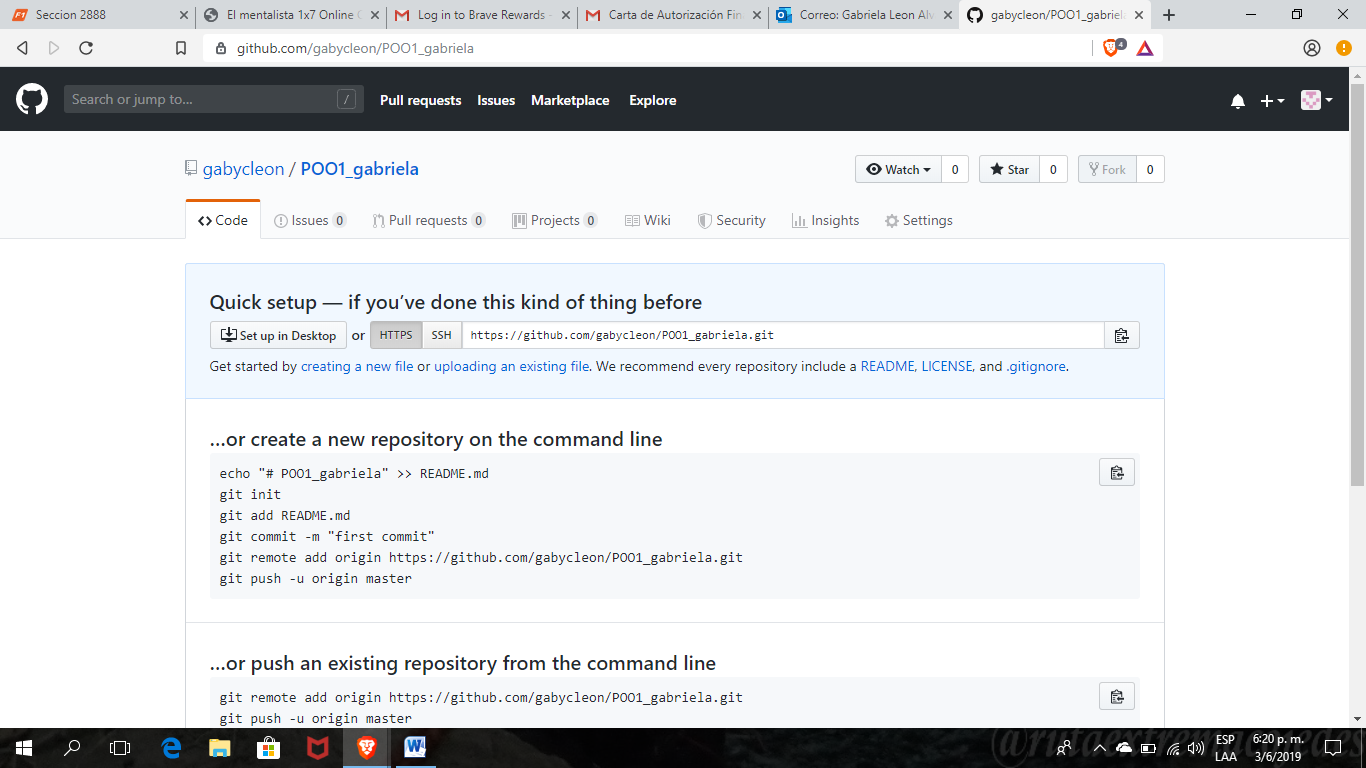 Seccion 2888
El mentalista 1x7 Online
Log in to Brave Rewards -
Carta de Autorización Fin
Correo: Gabriela Leon Alv
gabycleon/POO1_gabriela
github.com/gabycleon/POO1_gabriela
4
Search or jump to...
/
Pull requests
Issues
Marketplace
Explore
gabycleon / POO1_gabriela
Watch 0
Star 0
Fork 0
Code
Issues 0
Pull requests 0
Projects 0
Wiki
Security
Insights
Settings
Quick setup — if you’ve done this kind of thing before
Set up in Desktop or HTTPS SSH https://github.com/gabycleon/POO1_gabriela.git
Get started by creating a new file or uploading an existing file. We recommend every repository include a README, LICENSE, and .gitignore.
…or create a new repository on the command line
echo "# POO1_gabriela" >> README.md
git init
git add README.md
git commit -m "first commit"
git remote add origin https://github.com/gabycleon/POO1_gabriela.git
git push -u origin master
…or push an existing repository from the command line
git remote add origin https://github.com/gabycleon/POO1_gabriela.git
git push -u origin master
ESP
LAA
6:20 p. m.
3/6/2019